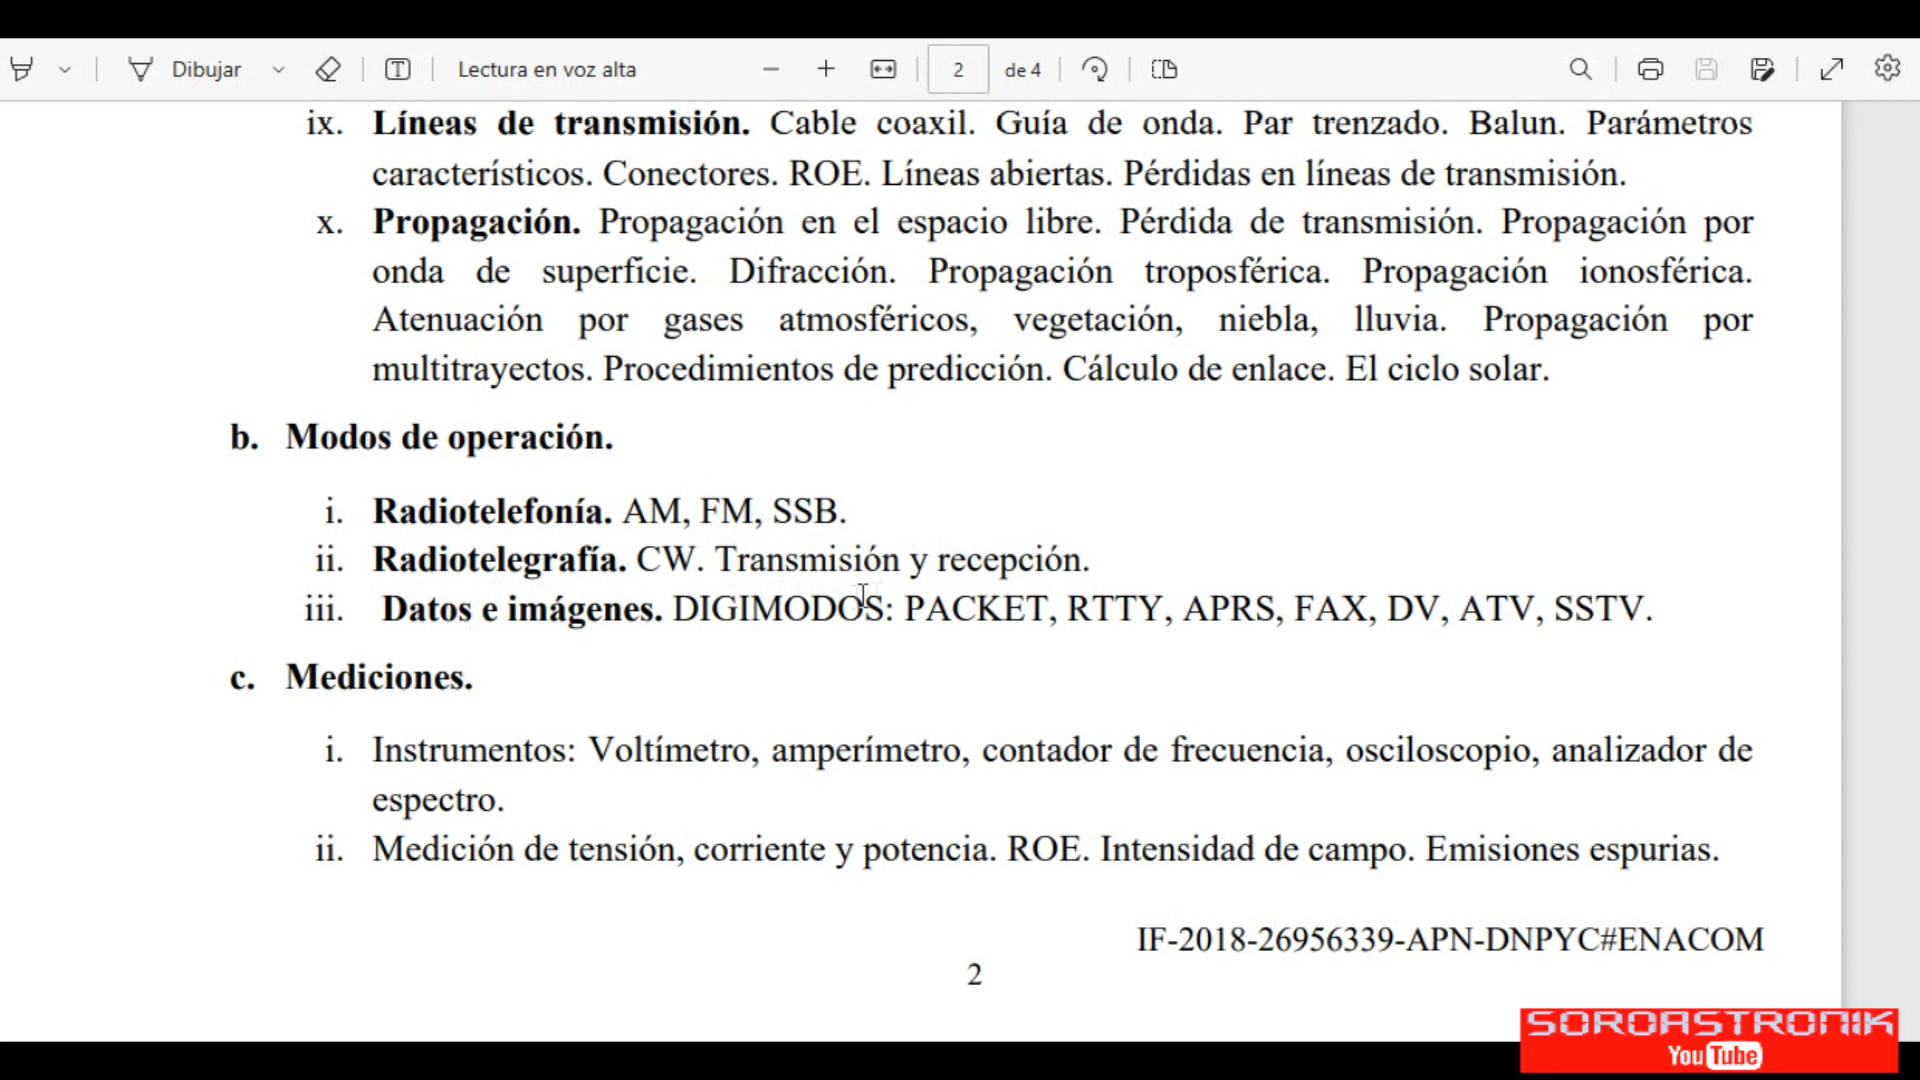 Dibujar
Lectura en voz alta
2
de 4
ix. Líneas de transmisión. Cable coaxil. Guía de onda. Par trenzado. Balun. Parámetros
característicos. Conectores. ROE. Líneas abiertas. Pérdidas en líneas de transmisión.
x. Propagación. Propagación en el espacio libre. Pérdida de transmisión. Propagación por
onda de superficie. Difracción. Propagación troposférica. Propagación ionosférica.
Atenuación por gases atmosféricos, vegetación, niebla, lluvia. Propagación por
multitrayectos. Procedimientos de predicción. Cálculo de enlace. El ciclo solar.
b. Modos de operación.
i. Radiotelefonía. AM, FM, SSB.
ii. Radiotelegrafía. CW. Transmisión y recepción.
iii. Datos e imágenes. DIGIMODOS: PACKET, RTTY, APRS, FAX, DV, ATV, SSTV.
c. Mediciones.
i. Instrumentos: Voltímetro, amperímetro, contador de frecuencia, osciloscopio, analizador de
espectro.
ii. Medición de tensión, corriente y potencia. ROE. Intensidad de campo. Emisiones espurias.
IF-2018-26956339-APN-DNPYC#ENACOM
2
SOROASTRONIK
YouTube